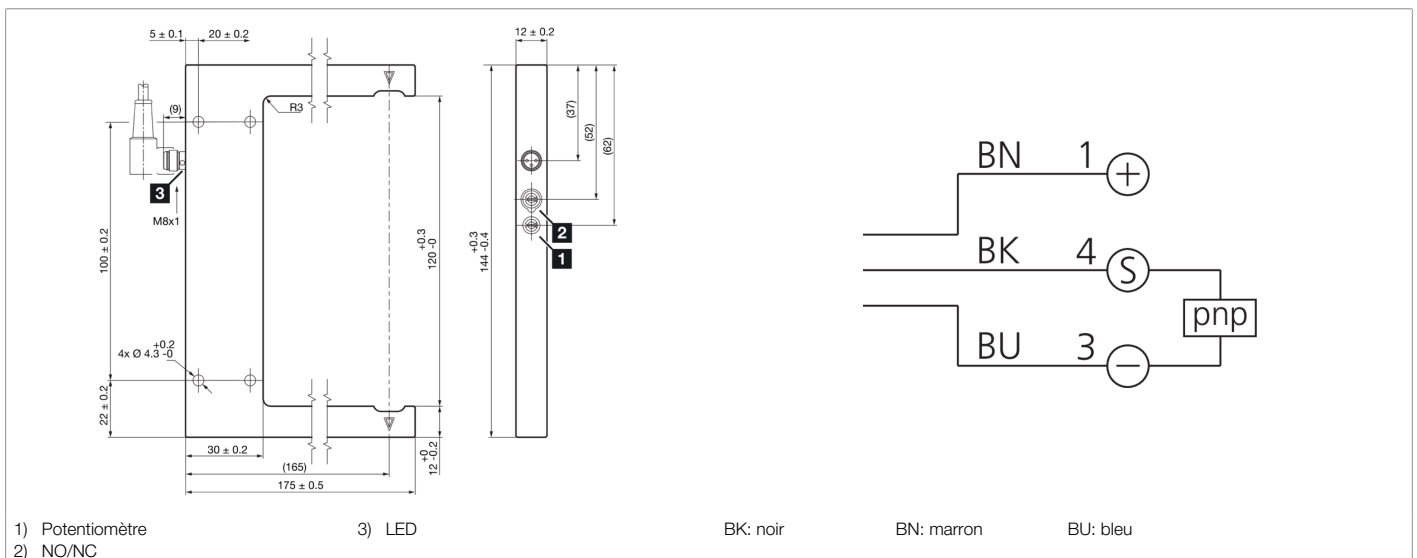 5 ± 0.1
20 ± 0.2
12 ± 0.2
(9)
R3
(37)
(52)
(62)
3
M8x1
100 ± 0.2
+0.3
120 -0
+0.3
144 -0.4
2
1
+0.2
4x Ø 4.3 -0
22 ± 0.2
30 ± 0.2
+0
12 -0.2
(165)
175 ± 0.5
BN 1 +
BK 4 S
pnp
BU 3 −
1) Potentiomètre
3) LED
BK: noir
BN: marron
BU: bleu
2) NO/NC